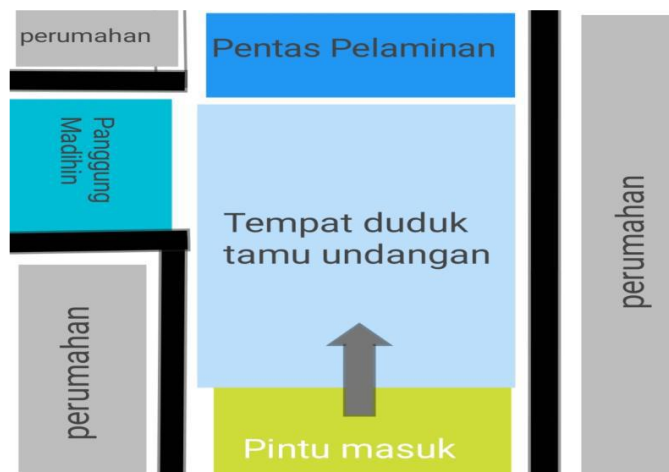 perumahan
Pentas Pelaminan
Panggung
Madihin
Tempat duduk
tamu undangan
perumahan
perumahan
Pintu masuk